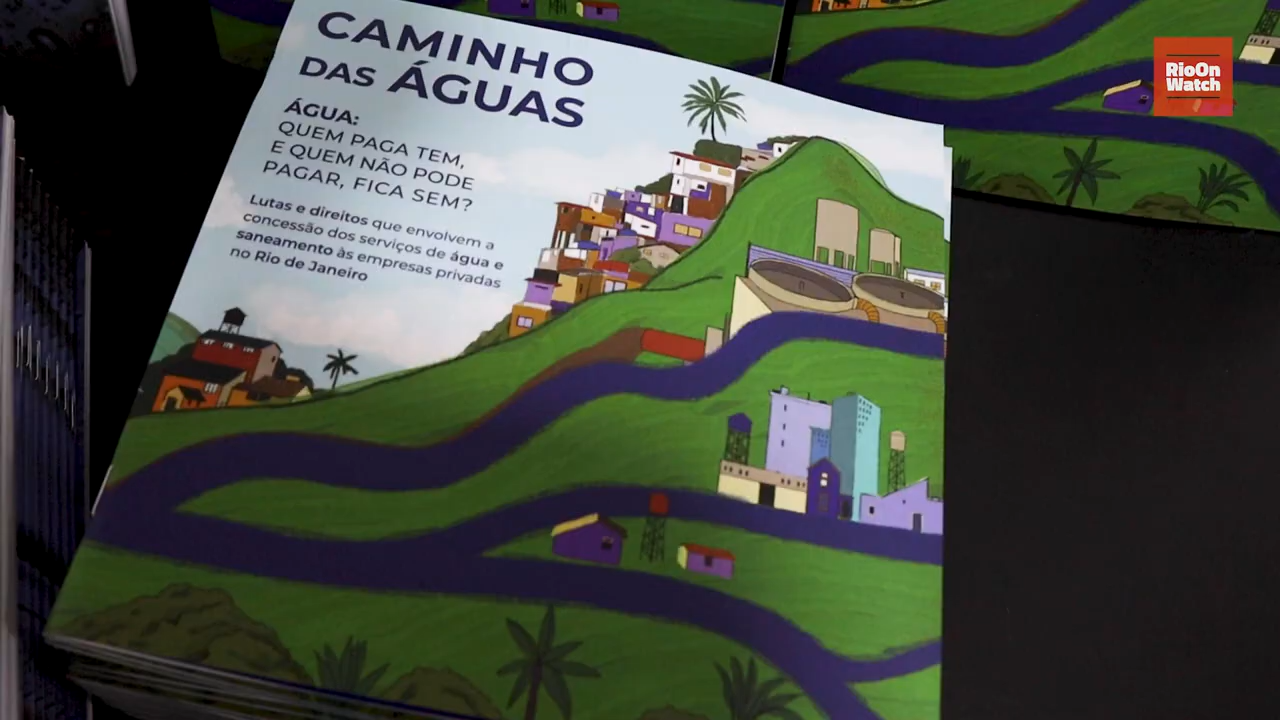 CAMINHO
DAS ÁGUAS
ÁGUA:
QUEM PAGA TEM,
E QUEM NÃO PODE
PAGAR, FICA SEM?
Lutas e direitos que envolvem a
concessão dos serviços de água e
saneamento às empresas privadas
no Rio de Janeiro
RioOn
Watch